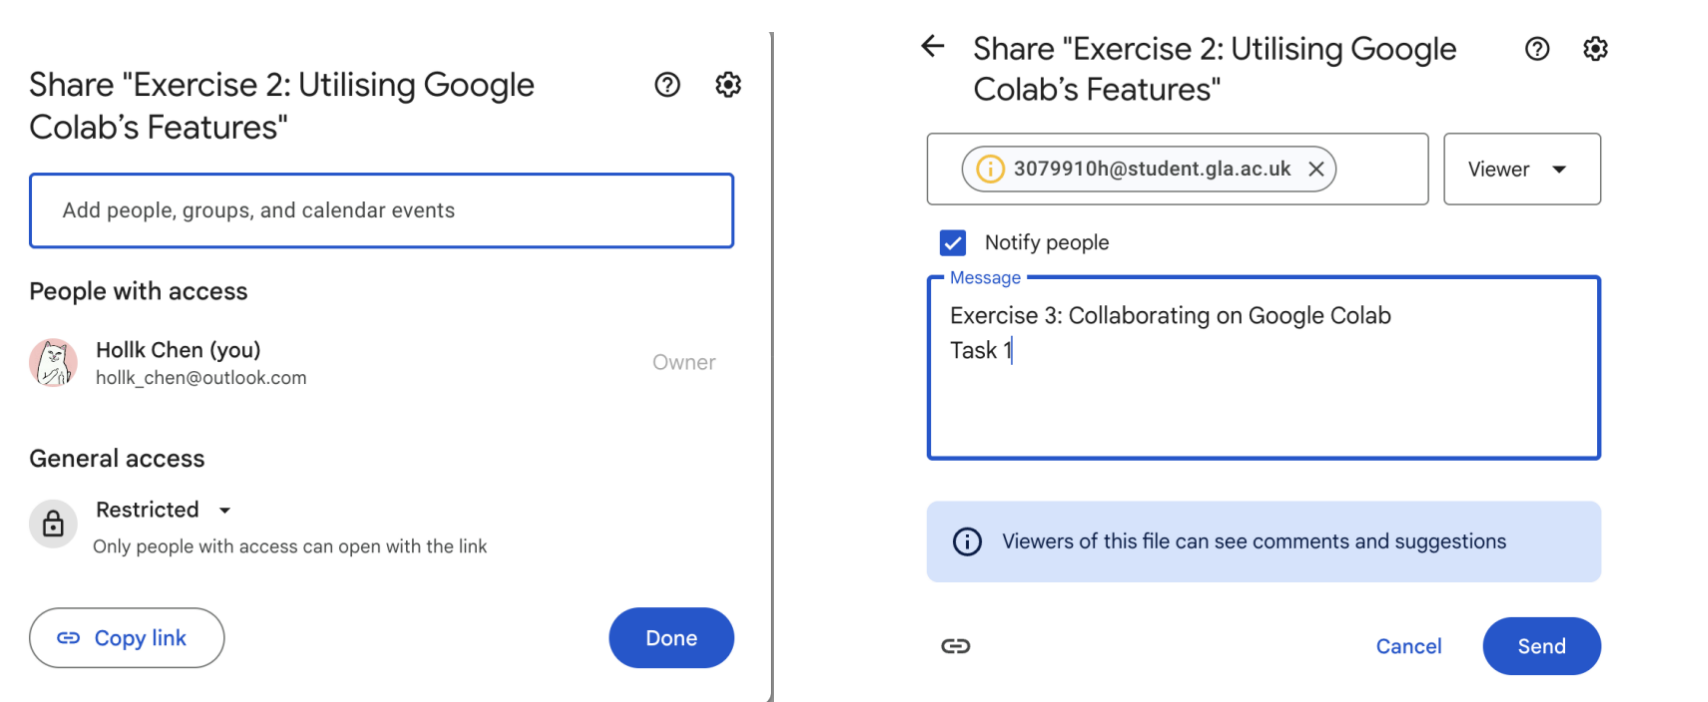 Share "Exercise 2: Utilising Google
Colab’s Features"
Add people, groups, and calendar events
People with access
Hollk Chen (you)
hollk_chen@outlook.com
Owner
General access
Restricted
Only people with access can open with the link
Copy link
Done
Share "Exercise 2: Utilising Google
Colab’s Features"
3079910h@student.gla.ac.uk
Viewer
Notify people
Message
Exercise 3: Collaborating on Google Colab
Task 1
Viewers of this file can see comments and suggestions
Cancel
Send